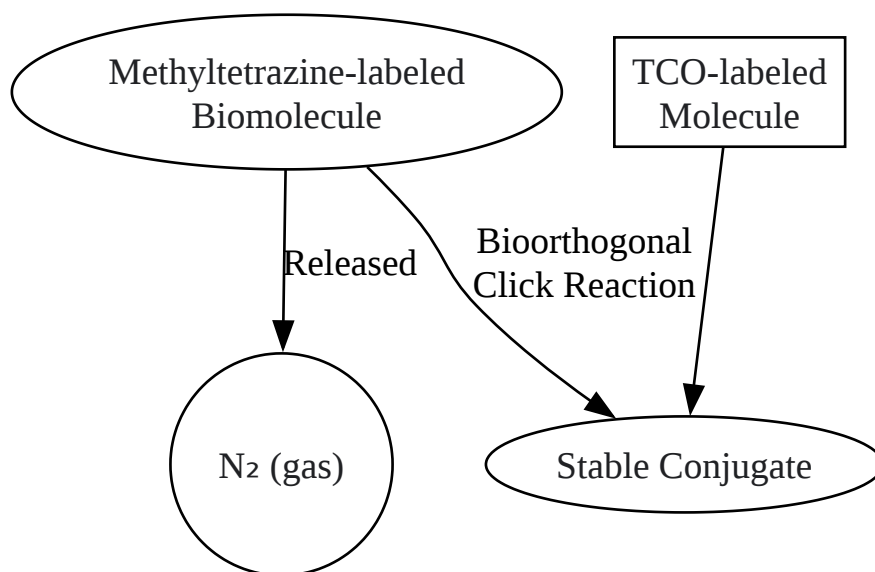 Methyltetrazine-labeled
Biomolecule
TCO-labeled
Molecule
Released
Bioorthogonal
Click Reaction
N₂ (gas)
Stable Conjugate